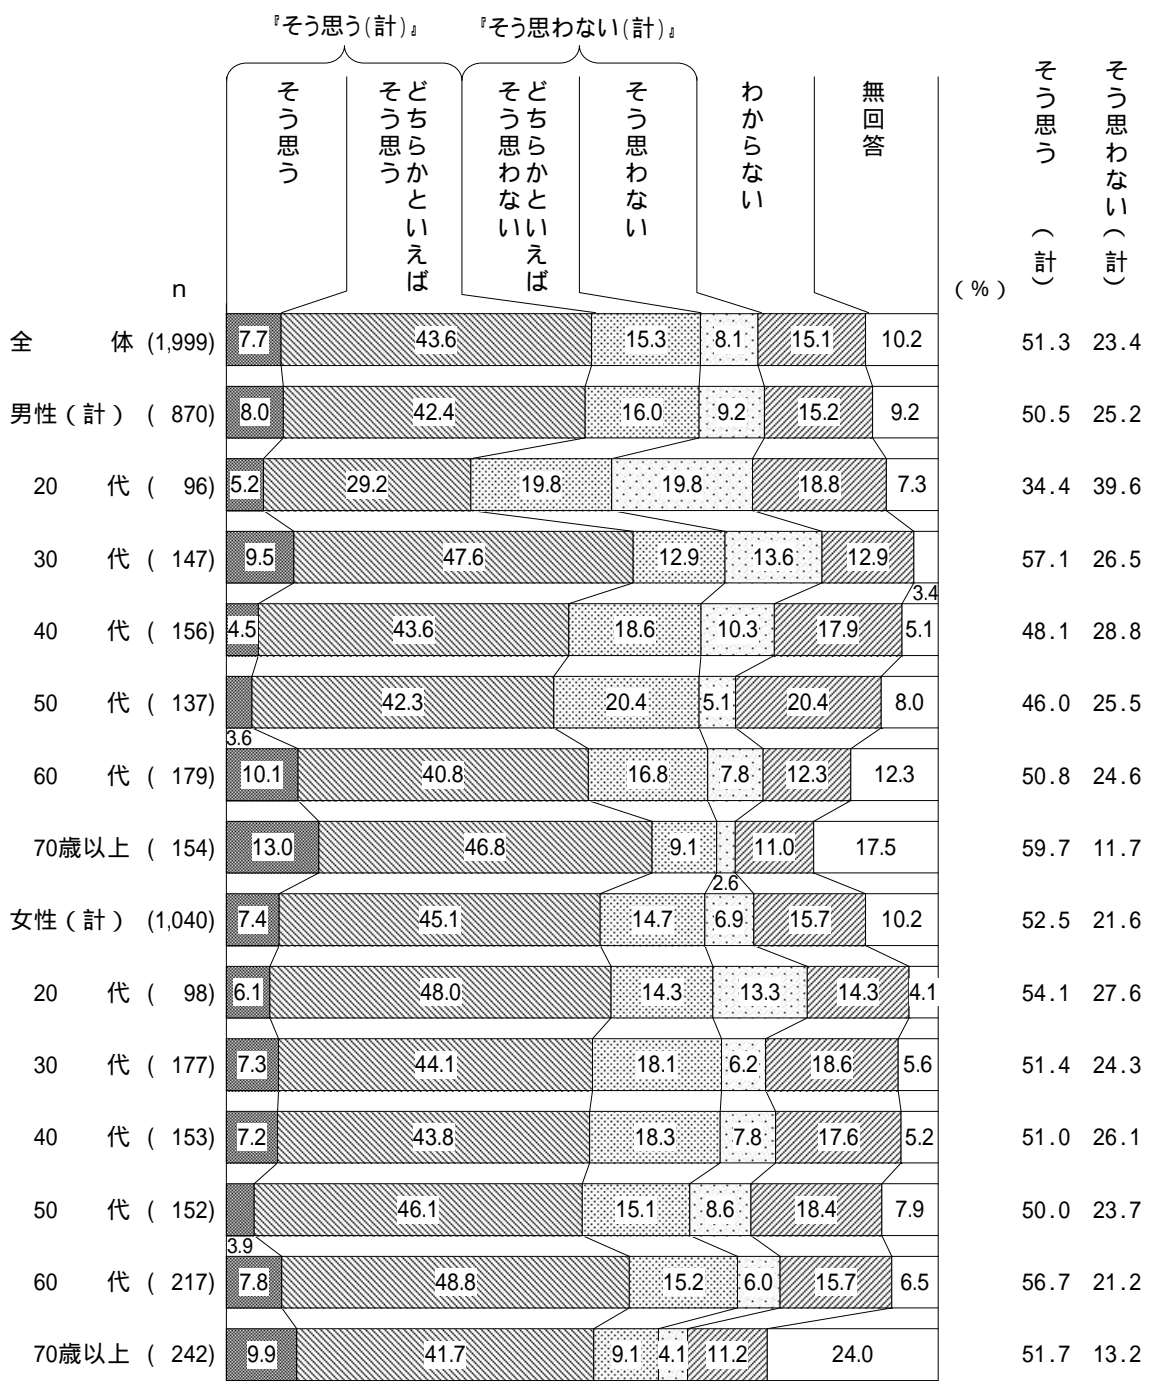 『そう思う(計)』 『そう思わない(計)』
そう思う
どちらかといえば
そう思う
どちらかといえば
そう思わない
そう思わない
わからない
無回答
そう思う(計)
そう思わない(計)
n
(%)
全 体 (1,999) 7.7 43.6 15.3 8.1 15.1 10.2 51.3 23.4
男性(計) ( 870) 8.0 42.4 16.0 9.2 15.2 9.2 50.5 25.2
20 代 ( 96) 5.2 29.2 19.8 19.8 18.8 7.3 34.4 39.6
30 代 ( 147) 9.5 47.6 12.9 13.6 12.9 57.1 26.5
3.4
40 代 ( 156) 4.5 43.6 18.6 10.3 17.9 5.1 48.1 28.8
50 代 ( 137) 42.3 20.4 5.1 20.4 8.0 46.0 25.5
3.6
60 代 ( 179) 10.1 40.8 16.8 7.8 12.3 12.3 50.8 24.6
70歳以上 ( 154) 13.0 46.8 9.1 11.0 17.5 59.7 11.7
2.6
女性(計) (1,040) 7.4 45.1 14.7 6.9 15.7 10.2 52.5 21.6
20 代 ( 98) 6.1 48.0 14.3 13.3 14.3 4.1 54.1 27.6
30 代 ( 177) 7.3 44.1 18.1 6.2 18.6 5.6 51.4 24.3
40 代 ( 153) 7.2 43.8 18.3 7.8 17.6 5.2 51.0 26.1
50 代 ( 152) 46.1 15.1 8.6 18.4 7.9 50.0 23.7
3.9
60 代 ( 217) 7.8 48.8 15.2 6.0 15.7 6.5 56.7 21.2
70歳以上 ( 242) 9.9 41.7 9.1 4.1 11.2 24.0 51.7 13.2